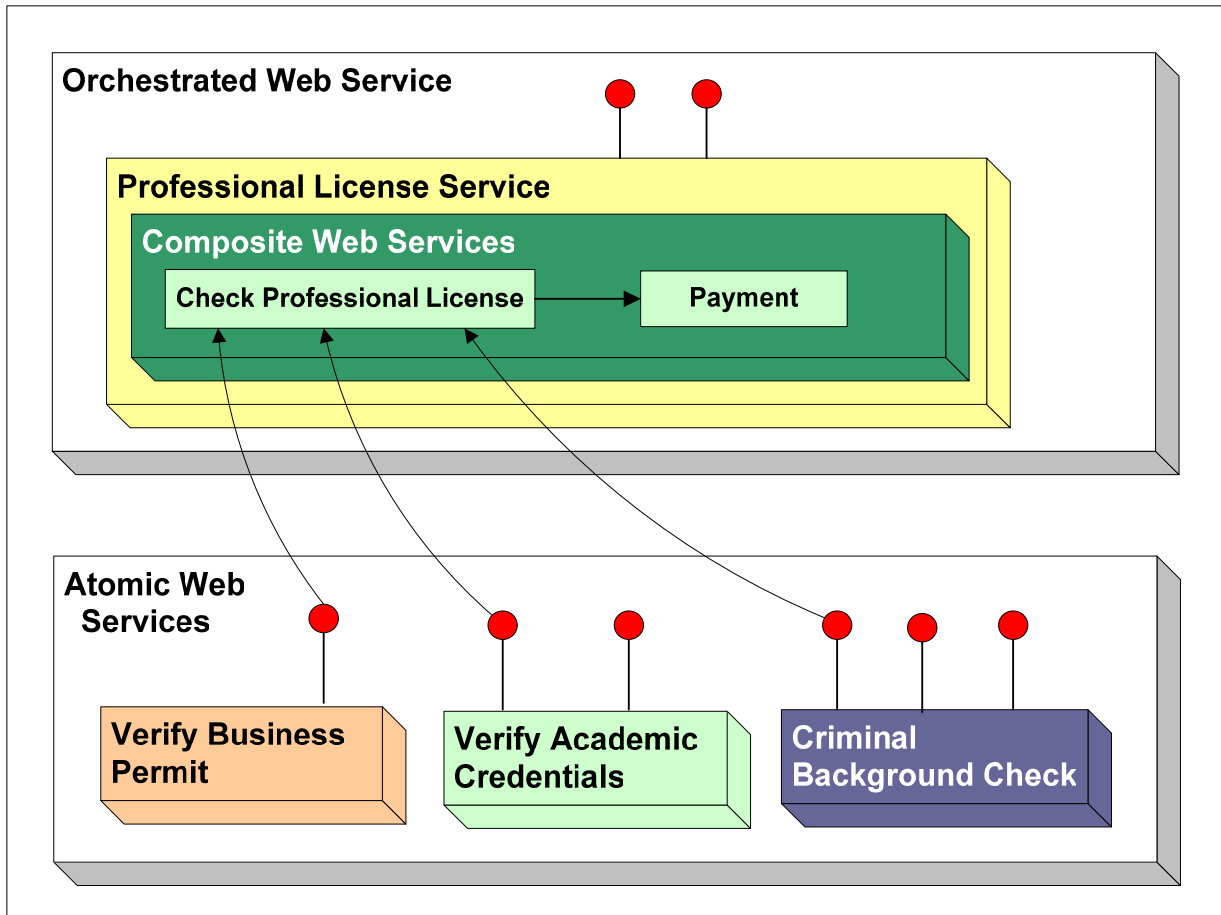 Orchestrated Web Service
Professional License Service
Composite Web Services
Check Professional License
Payment
Atomic Web
Services
Verify Business
Permit
Verify Academic
Credentials
Criminal
Background Check